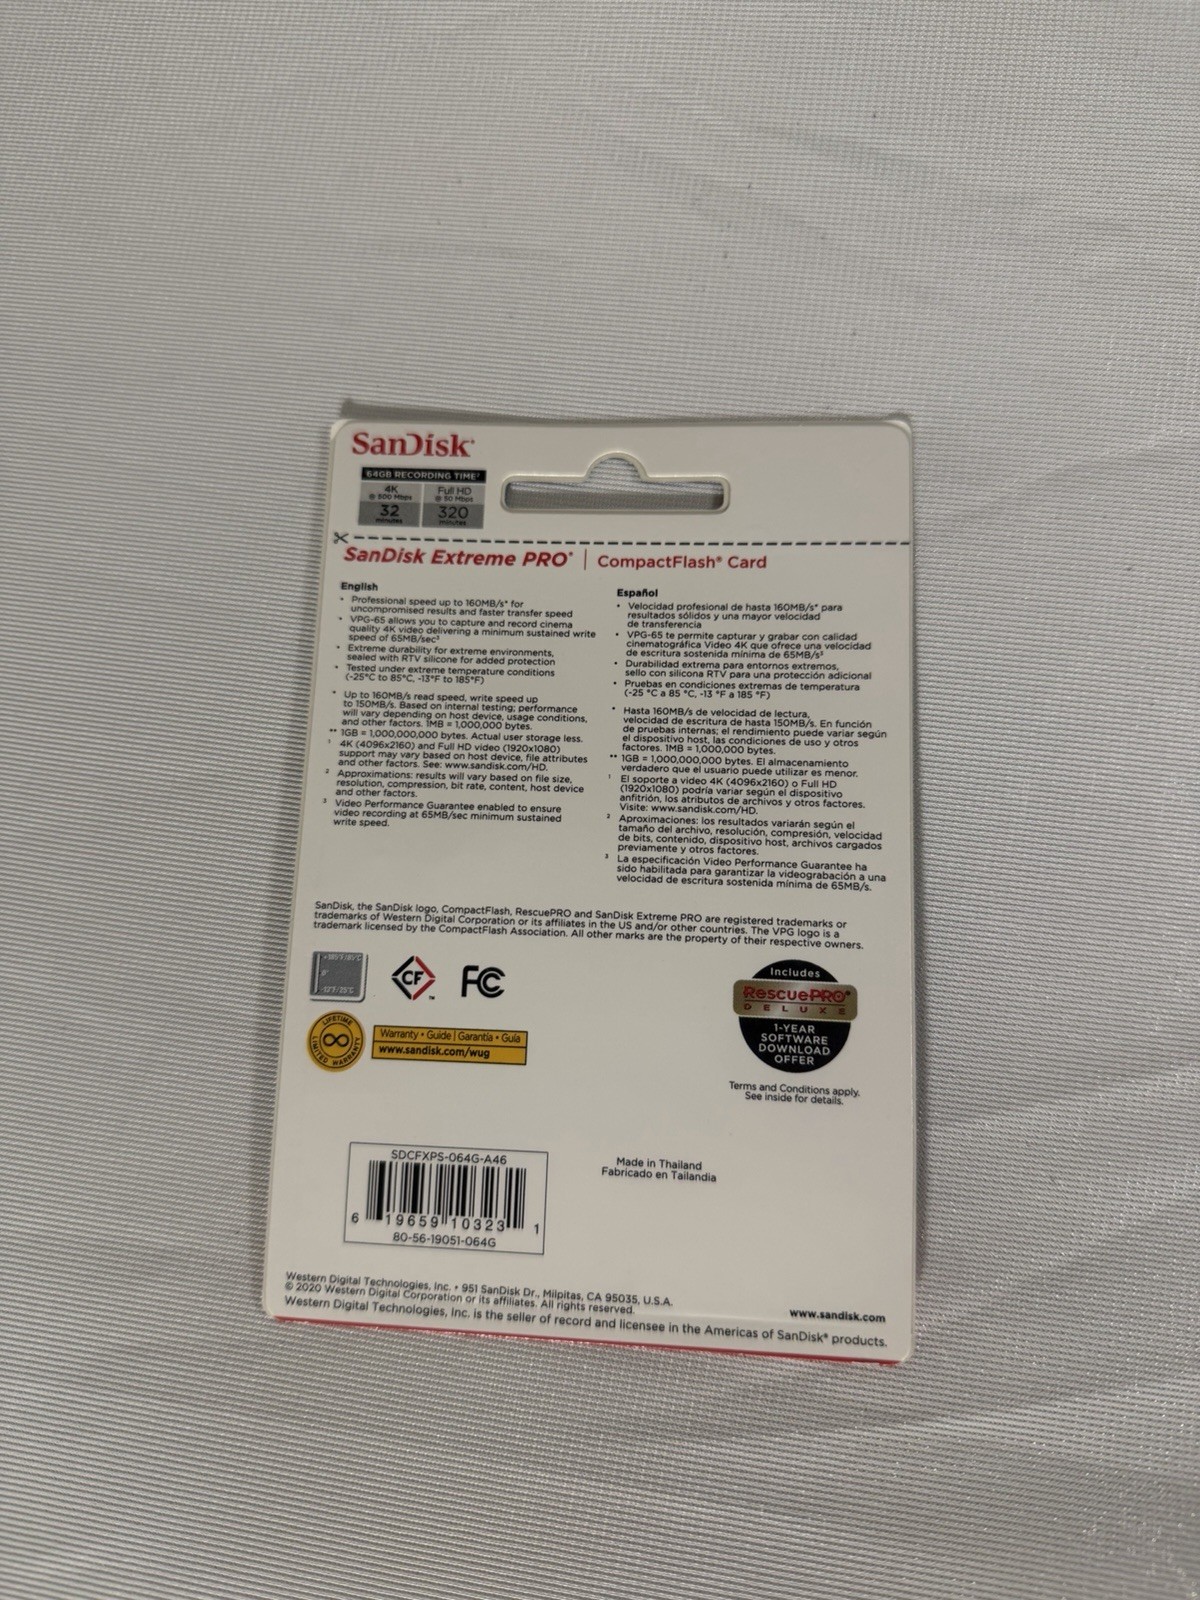 SanDisk®
64GB RECORDING TIME²
4K
@ 500 Mbps
32
minutes
Full HD
@ 50 Mbps
320
minutes
SanDisk Extreme PRO® | CompactFlash® Card
English
• Professional speed up to 160MB/s* for
uncompromised results and faster transfer speed
• VPG-65 allows you to capture and record cinema
quality 4K video delivering a minimum sustained write
speed of 65MB/sec³
• Extreme durability for extreme environments,
sealed with RTV silicone for added protection
• Tested under extreme temperature conditions
(-25°C to 85°C, -13°F to 185°F)
* Up to 160MB/s read speed, write speed up
to 150MB/s. Based on internal testing; performance
will vary depending on host device, usage conditions,
and other factors. 1MB = 1,000,000 bytes.
** 1GB = 1,000,000,000 bytes. Actual user storage less.
¹ 4K (4096x2160) and Full HD video (1920x1080)
support may vary based on host device, file attributes
and other factors. See: www.sandisk.com/HD.
² Approximations: results will vary based on file size,
resolution, compression, bit rate, content, host device
and other factors.
³ Video Performance Guarantee enabled to ensure
video recording at 65MB/sec minimum sustained
write speed.
Español
• Velocidad profesional de hasta 160MB/s* para
resultados sólidos y una mayor velocidad
de transferencia
• VPG-65 te permite capturar y grabar con calidad
cinematográfica Video 4K que ofrece una velocidad
de escritura sostenida mínima de 65MB/s³
• Durabilidad extrema para entornos extremos,
sello con silicona RTV para una protección adicional
• Pruebas en condiciones extremas de temperatura
(-25 °C a 85 °C, -13 °F a 185 °F)
* Hasta 160MB/s de velocidad de lectura,
velocidad de escritura de hasta 150MB/s. En función
de pruebas internas; el rendimiento puede variar según
el dispositivo host, las condiciones de uso y otros
factores. 1MB = 1,000,000 bytes.
** 1GB = 1,000,000,000 bytes. El almacenamiento
verdadero que el usuario puede utilizar es menor.
¹ El soporte a video 4K (4096x2160) o Full HD
(1920x1080) podría variar según el dispositivo
anfitrión, los atributos de archivos y otros factores.
Visite: www.sandisk.com/HD.
² Aproximaciones: los resultados variarán según el
tamaño del archivo, resolución, compresión, velocidad
de bits, contenido, dispositivo host, archivos cargados
previamente y otros factores.
³ La especificación Video Performance Guarantee ha
sido habilitada para garantizar la videograbación a una
velocidad de escritura sostenida mínima de 65MB/s.
SanDisk, the SanDisk logo, CompactFlash, RescuePRO and SanDisk Extreme PRO are registered trademarks or
trademarks of Western Digital Corporation or its affiliates in the US and/or other countries. The VPG logo is a
trademark licensed by the CompactFlash Association. All other marks are the property of their respective owners.
+185°F/85°C
0°
CF™
FC
Includes
RescuePRO®
DELUXE
1-YEAR
SOFTWARE
DOWNLOAD
OFFER
Terms and Conditions apply.
See inside for details.
LIFETIME
LIMITED WARRANTY
Warranty • Guide | Garantía • Guía
www.sandisk.com/wug
SDCFXPS-064G-A46
6 19659 10323 1
80-56-19051-064G
Made in Thailand
Fabricado en Tailandia
Western Digital Technologies, Inc. • 951 SanDisk Dr., Milpitas, CA 95035, U.S.A.
© 2020 Western Digital Corporation or its affiliates. All rights reserved.
Western Digital Technologies, Inc. is the seller of record and licensee in the Americas of SanDisk® products.
www.sandisk.com